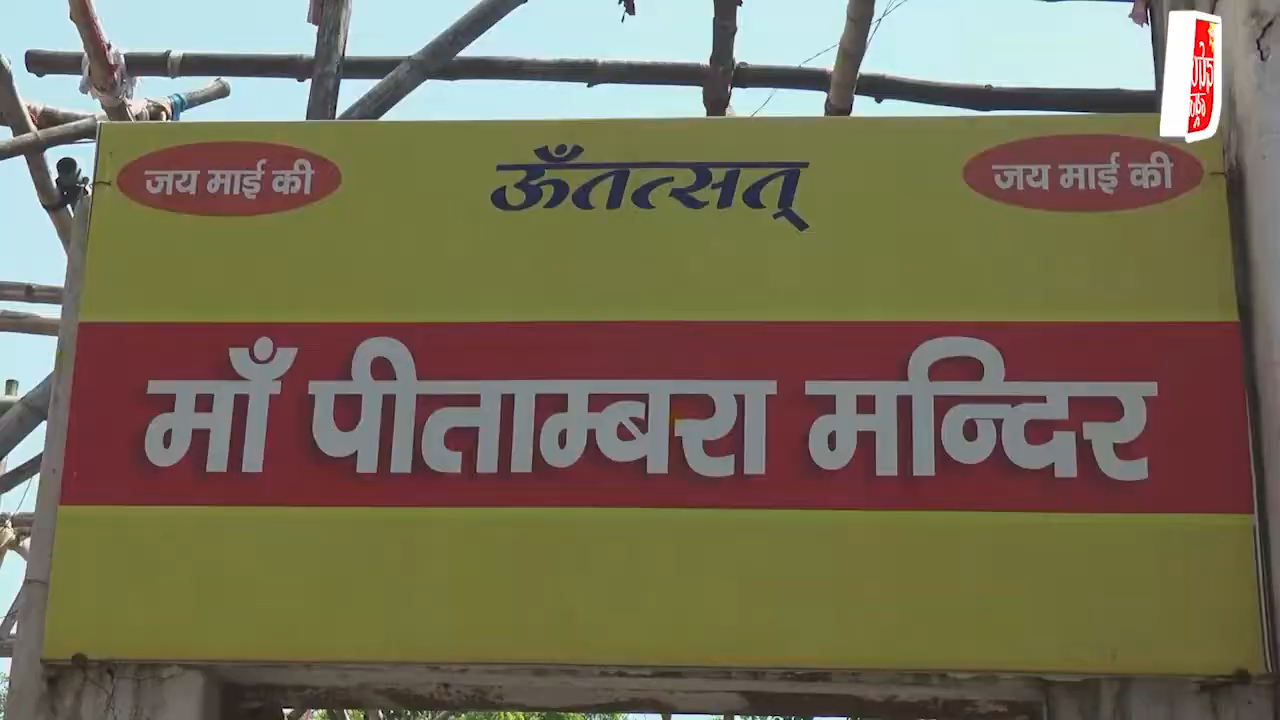 जय माई की ऊँतत्सत् जय माई की
माँ पीताम्बरा मन्दिर